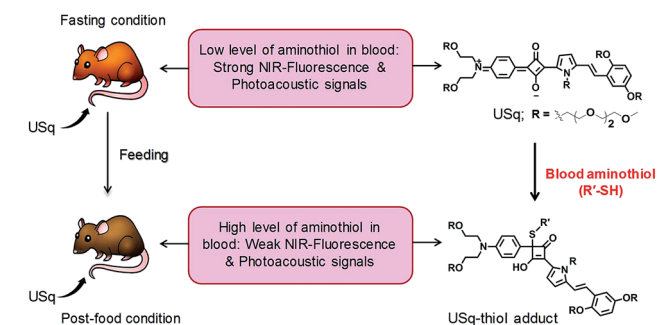 Fasting condition
Low level of aminothiol in blood:
Strong NIR-Fluorescence &
Photoacoustic signals
USq
RO
RO
N+
O
O
−
N
R
RO
OR
USq; R =
O
2
O
Feeding
Blood aminothiol
(R′-SH)
High level of aminothiol in
blood: Weak NIR-Fluorescence
& Photoacoustic signals
USq
Post-food condition
RO
RO
N
S
R′
O
HO
R
N
RO
OR
USq-thiol adduct